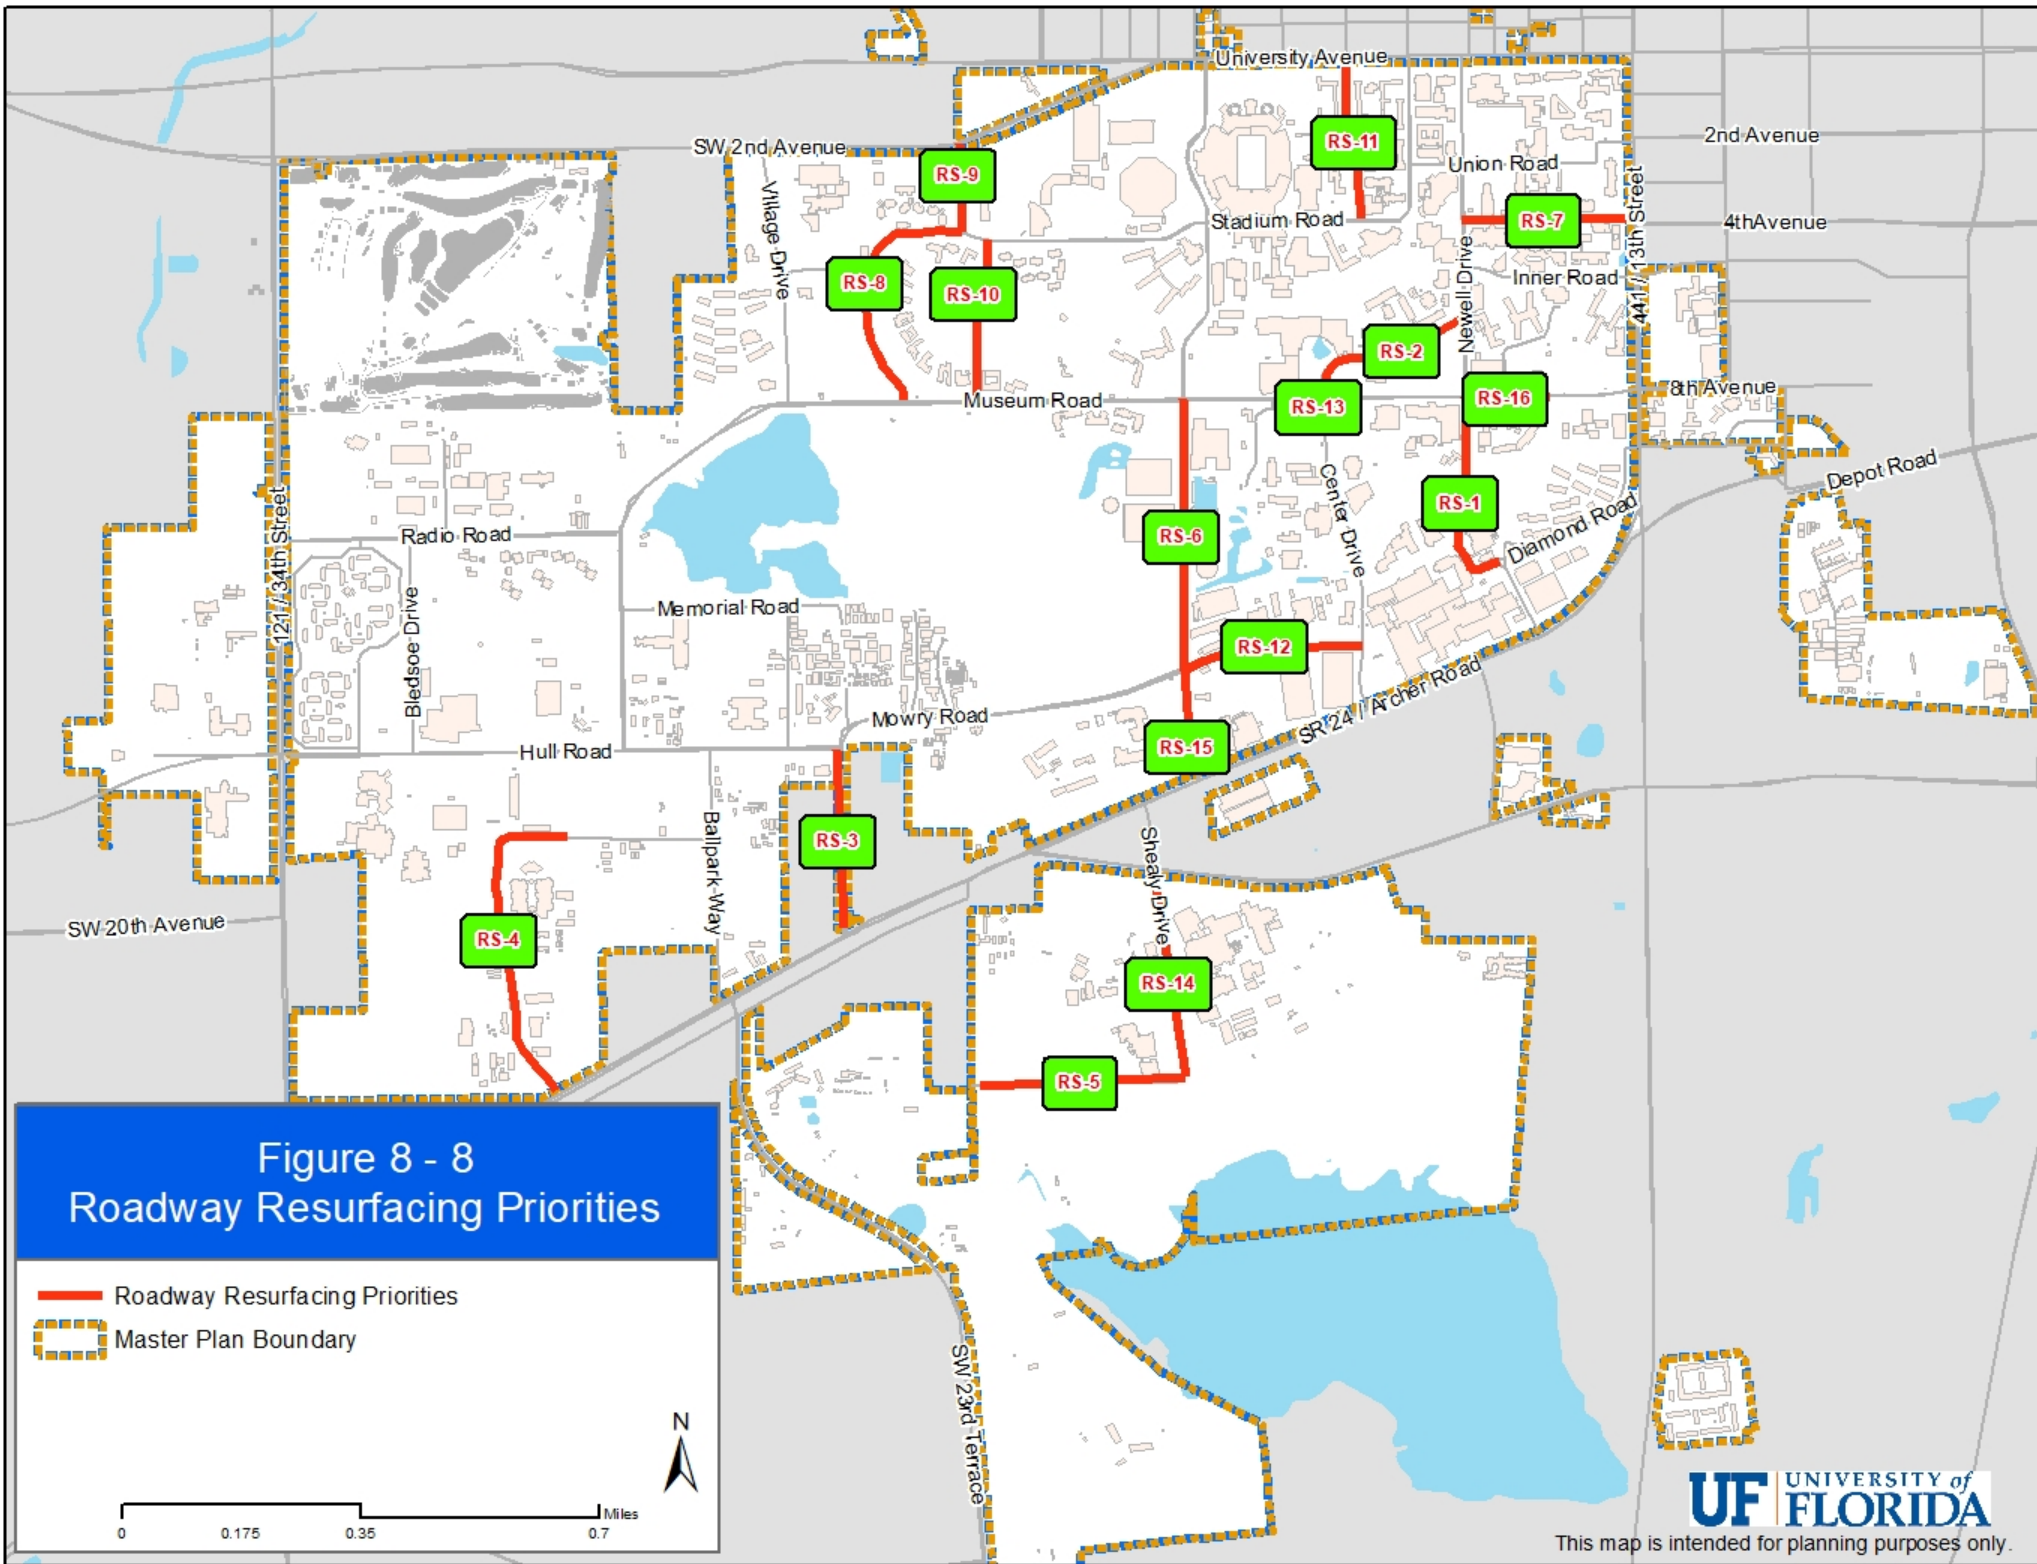 University Avenue
SW 2nd Avenue
2nd Avenue
RS-11
Union Road
RS-9
Village Drive
Stadium Road
RS-7
441 / 13th Street
4thAvenue
RS-8
RS-10
Newell Drive
Inner Road
RS-2
Museum Road
RS-13
RS-16
8th Avenue
Depot Road
121 / 34th Street
Radio Road
RS-6
Center Drive
RS-1
Diamond Road
Bledsoe Drive
Memorial Road
RS-12
Mowry Road
Hull Road
RS-15
SR 24 / Archer Road
RS-3
Ballpark Way
Shealy Drive
SW 20th Avenue
RS-4
RS-14
RS-5
SW 23rd Terrace
Figure 8 - 8
Roadway Resurfacing Priorities
Roadway Resurfacing Priorities
Master Plan Boundary
N
Miles
0 0.175 0.35 0.7
UF UNIVERSITY of
FLORIDA
This map is intended for planning purposes only.